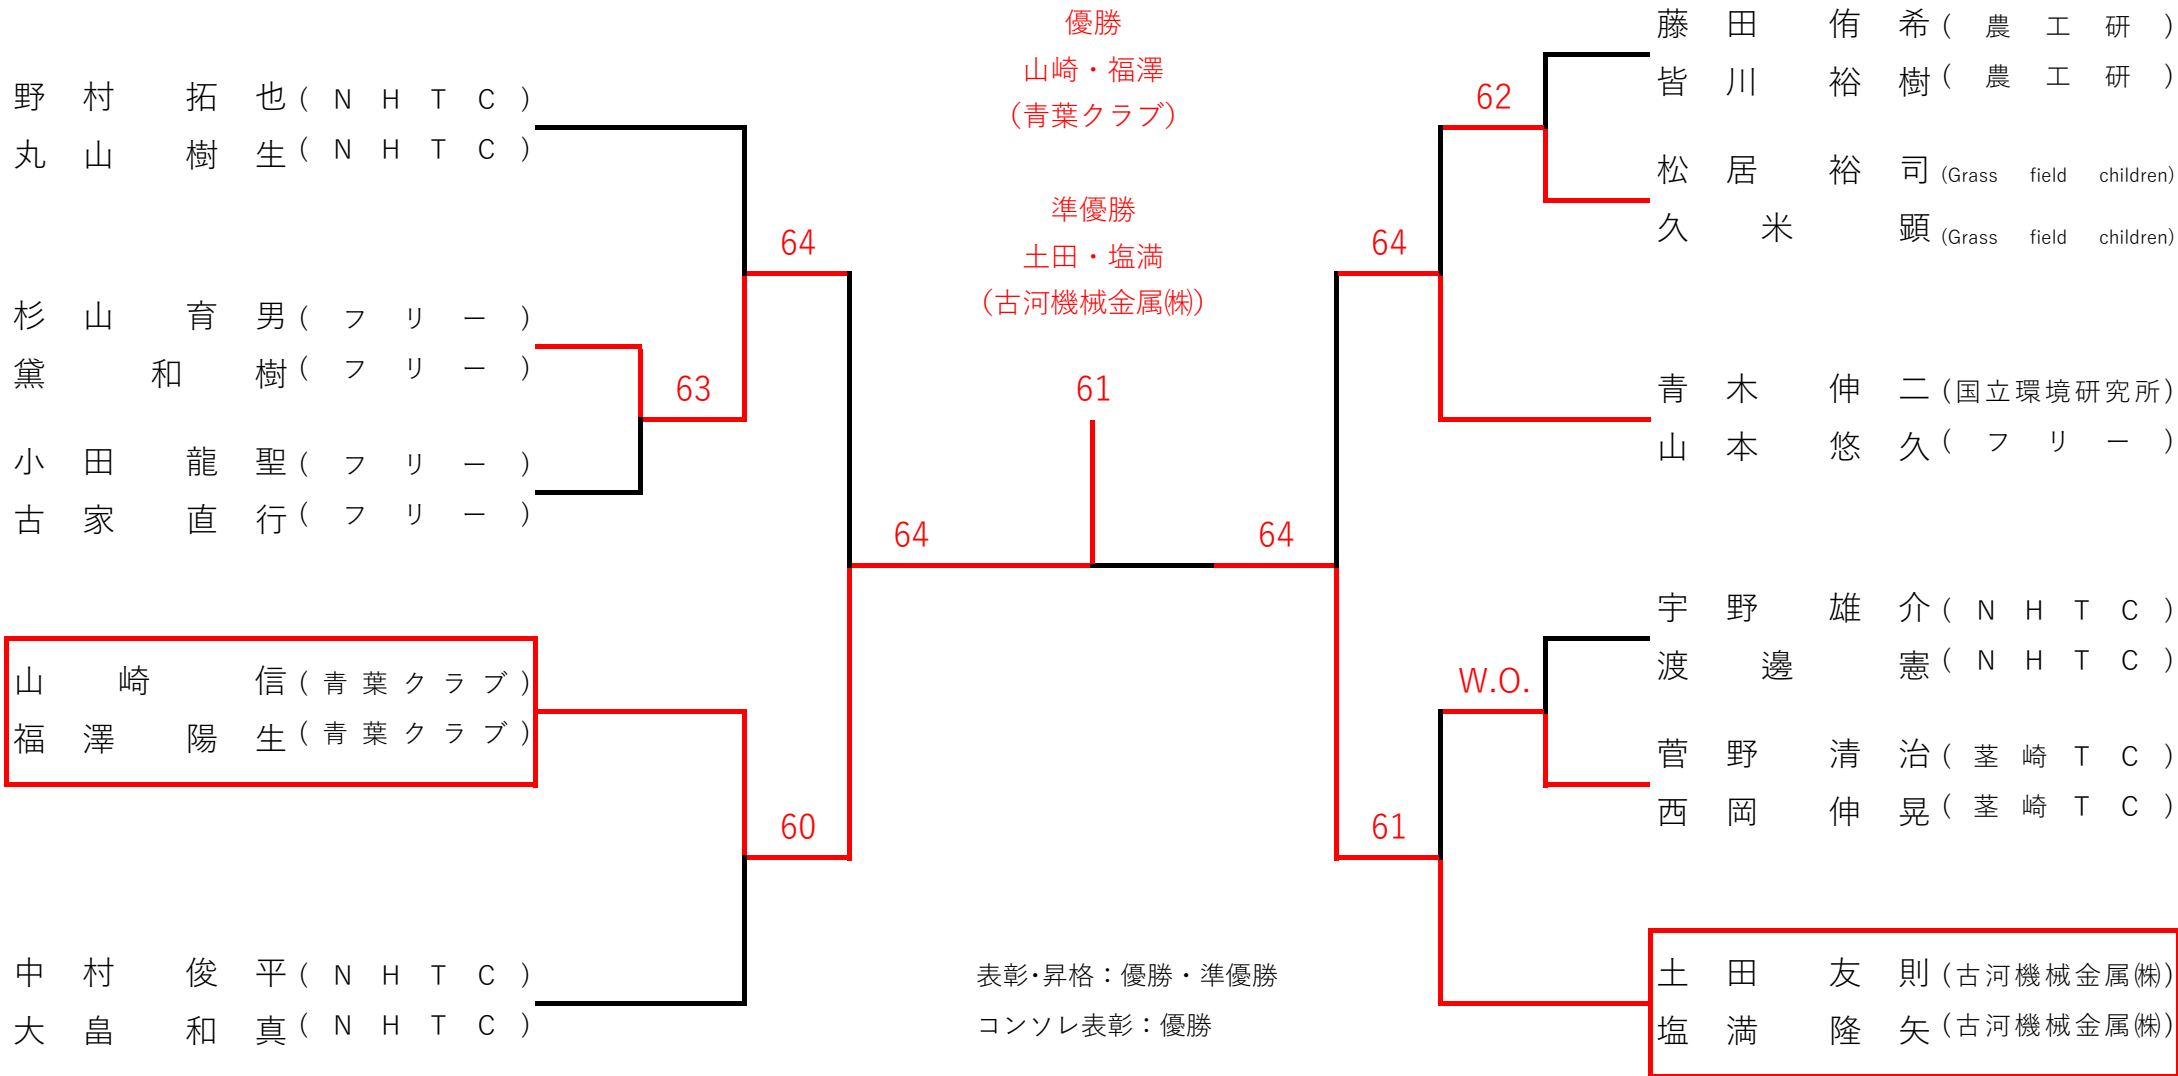 野村 拓也(NHTC)
丸山 樹生(NHTC)
杉山 育男(フリー)
黛 和樹(フリー)
63
小田 龍聖(フリー)
古家 直行(フリー)
64
山崎 信(青葉クラブ)
福澤 陽生(青葉クラブ)
60
中村 俊平(NHTC)
大畠 和真(NHTC)
64
優勝
山崎・福澤
(青葉クラブ)
準優勝
土田・塩満
(古河機械金属㈱)
61
64
表彰・昇格:優勝・準優勝
コンソレ表彰:優勝
藤田 侑希(農工研)
皆川 裕樹(農工研)
62
松居 裕司(Grass field children)
久米 顕(Grass field children)
64
青木 伸二(国立環境研究所)
山本 悠久(フリー)
宇野 雄介(NHTC)
渡邊 憲(NHTC)
W.O.
菅野 清治(茎崎TC)
西岡 伸晃(茎崎TC)
61
土田 友則(古河機械金属㈱)
塩満 隆矢(古河機械金属㈱)